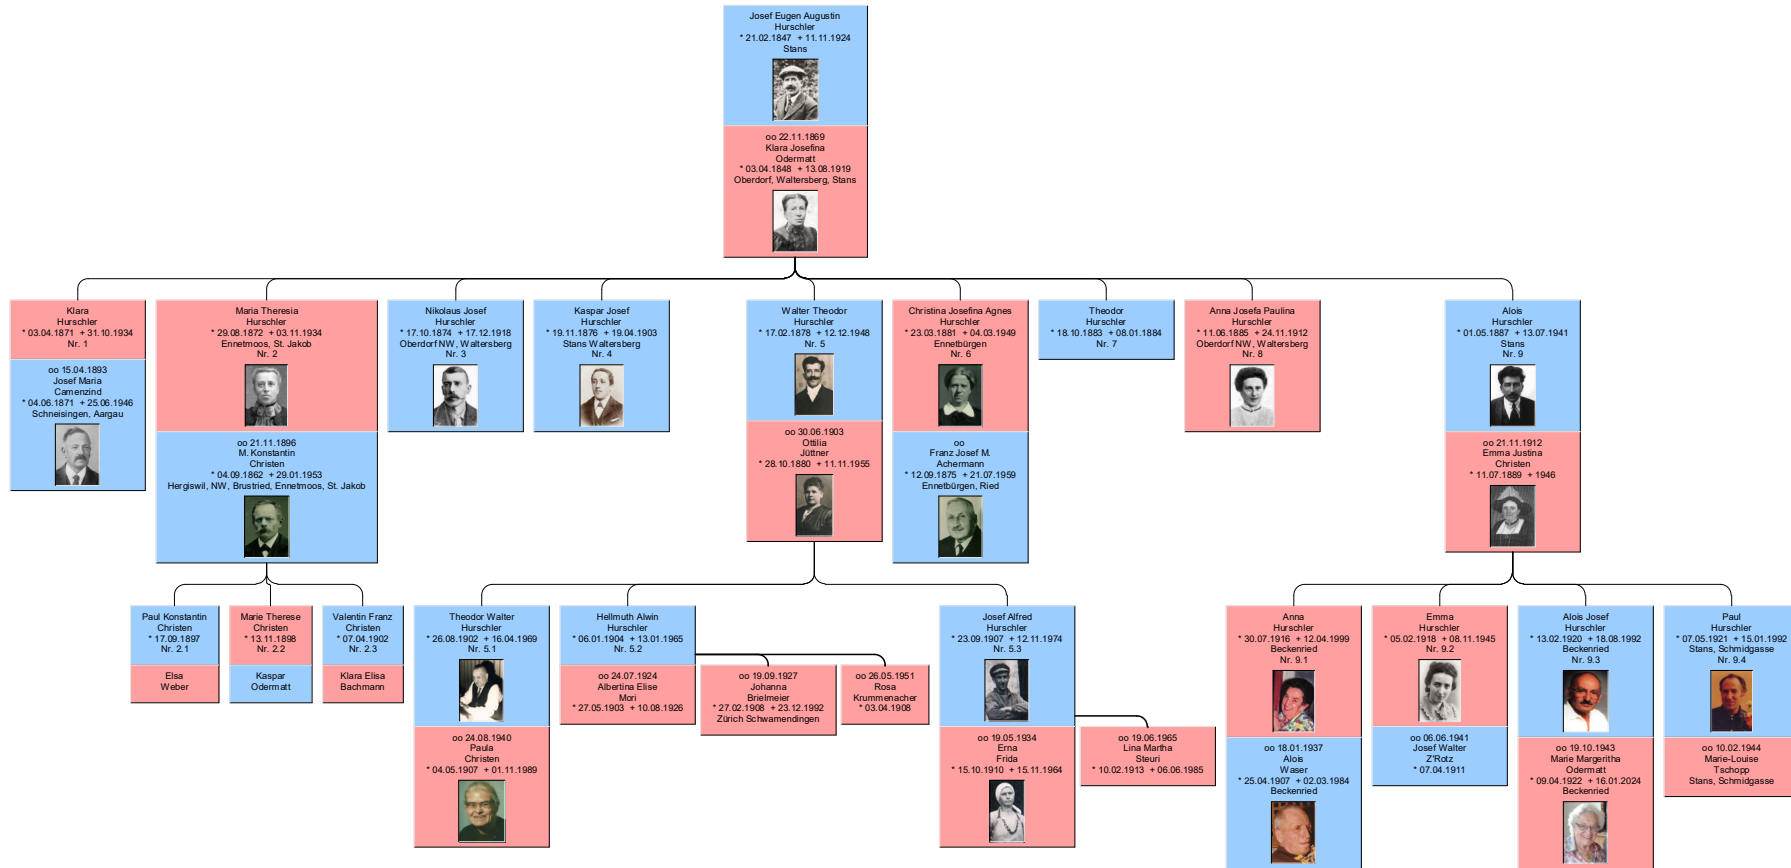 Josef Eugen Augustin
Hurschler
* 21.02.1847 + 11.11.1924
Stans
oo 22.11.1869
Klara Josefina
Odermatt
* 03.04.1848 + 13.08.1919
Oberdorf, Waltersberg, Stans
Klara
Hurschler
* 03.04.1871 + 31.10.1934
Nr. 1
oo 15.04.1893
Josef Maria
Camenzind
* 04.06.1871 + 25.06.1946
Schneisingen, Aargau
Maria Theresia
Hurschler
* 29.08.1872 + 03.11.1934
Ennetmoos, St. Jakob
Nr. 2
oo 21.11.1896
M. Konstantin
Christen
* 04.09.1862 + 29.01.1953
Hergiswil, NW, Brustried, Ennetmoos, St. Jakob
Nikolaus Josef
Hurschler
* 17.10.1874 + 17.12.1918
Oberdorf NW, Waltersberg
Nr. 3
Kaspar Josef
Hurschler
* 19.11.1876 + 19.04.1903
Stans Waltersberg
Nr. 4
Walter Theodor
Hurschler
* 17.02.1878 + 12.12.1948
Nr. 5
oo 30.06.1903
Ottilia
Jüttner
* 28.10.1880 + 11.11.1955
Christina Josefina Agnes
Hurschler
* 23.03.1881 + 04.03.1949
Ennetbürgen
Nr. 6
oo
Franz Josef M.
Achermann
* 12.09.1875 + 21.07.1959
Ennetbürgen, Ried
Theodor
Hurschler
* 18.10.1883 + 08.01.1884
Nr. 7
Anna Josefa Paulina
Hurschler
* 11.06.1885 + 24.11.1912
Oberdorf NW, Waltersberg
Nr. 8
Alois
Hurschler
* 01.05.1887 + 13.07.1941
Stans
Nr. 9
oo 21.11.1912
Emma Justina
Christen
* 11.07.1889 + 1946
Paul Konstantin
Christen
* 17.09.1897
Nr. 2.1
Elsa
Weber
Marie Therese
Christen
* 13.11.1898
Nr. 2.2
Kaspar
Odermatt
Valentin Franz
Christen
* 07.04.1902
Nr. 2.3
Klara Elisa
Bachmann
Theodor Walter
Hurschler
* 26.08.1902 + 16.04.1969
Nr. 5.1
oo 24.08.1940
Paula
Christen
* 04.05.1907 + 01.11.1989
Hellmuth Alwin
Hurschler
* 06.01.1904 + 13.01.1965
Nr. 5.2
oo 24.07.1924
Albertina Elise
Mori
* 27.05.1903 + 10.08.1926
oo 19.09.1927
Johanna
Brielmeier
* 27.02.1908 + 23.12.1992
Zürich Schwamendingen
oo 26.05.1951
Rosa
Krummenacher
* 03.04.1908
Josef Alfred
Hurschler
* 23.09.1907 + 12.11.1974
Nr. 5.3
oo 19.05.1934
Erna
Frida
* 15.10.1910 + 15.11.1964
oo 19.06.1965
Lina Martha
Steuri
* 10.02.1913 + 06.06.1985
Anna
Hurschler
* 30.07.1916 + 12.04.1999
Beckenried
Nr. 9.1
oo 18.01.1937
Alois
Waser
* 25.04.1907 + 02.03.1984
Beckenried
Emma
Hurschler
* 05.02.1918 + 08.11.1945
Nr. 9.2
oo 06.06.1941
Josef Walter
Z'Rotz
* 07.04.1911
Alois Josef
Hurschler
* 13.02.1920 + 18.08.1992
Beckenried
Nr. 9.3
oo 19.10.1943
Marie Margeritha
Odermatt
* 09.04.1922 + 16.01.2024
Beckenried
Paul
Hurschler
* 07.05.1921 + 15.01.1992
Stans, Schmidgasse
Nr. 9.4
oo 10.02.1944
Marie-Louise
Tschopp
Stans, Schmidgasse